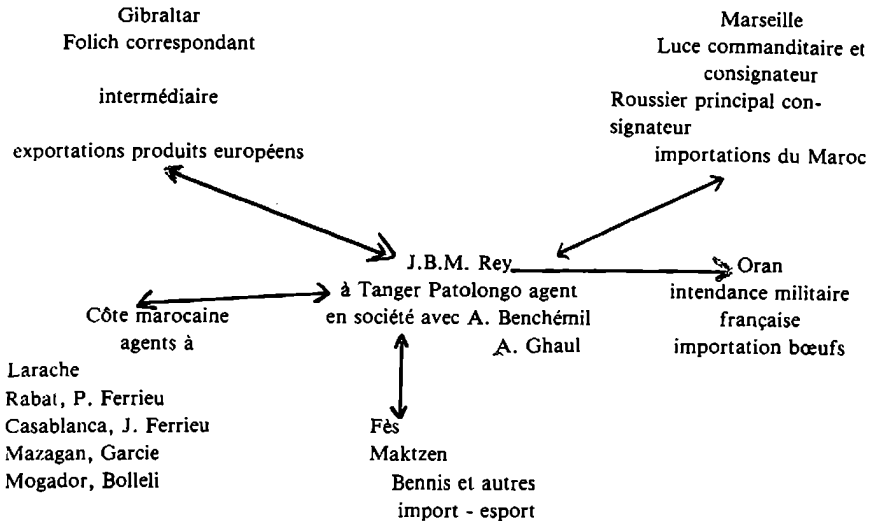 Gibraltar
Folich correspondant
intermédiaire
exportations produits européens
Marseille
Luce commanditaire et
consignateur
Roussier principal con-
signateur
importations du Maroc
J.B.M. Rey
à Tanger Patolongo agent
en société avec A. Benchémil
A. Ghaul
Oran
intendance militaire
française
importation bœufs
Côte marocaine
agents à
Larache
Rabat, P. Ferrieu
Casablanca, J. Ferrieu
Mazagan, Garcie
Mogador, Bolleli
Fès
Maktzen
Bennis et autres
import - esport